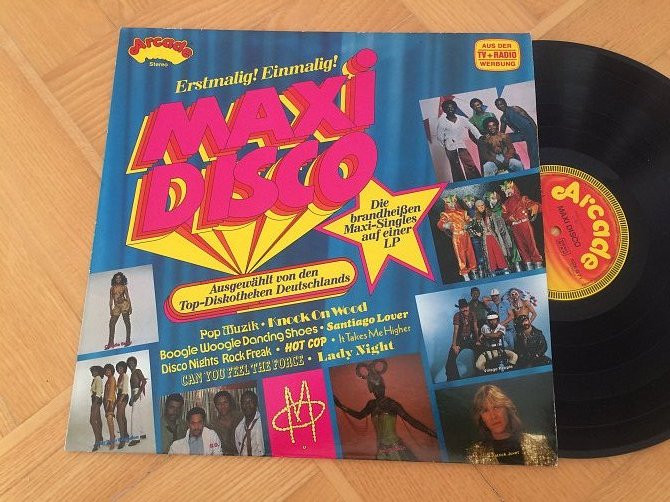 Arcade
Stereo
AUS DER
TV + RADIO
WERBUNG
Erstmalig! Einmalig!
MAXI
DISCO
Die
brandheißen
Maxi-Singles
auf einer
LP
Ausgewählt von den
Top-Diskotheken Deutschlands
Pop Muzik • Knock On Wood
Boogie Woogie Dancing Shoes • Santiago Lover
Disco Nights Rock Freak • HOT COP • It Takes Me Higher
CAN YOU FEEL THE FORCE • Lady Night
M
Village People
Arcade
MAXI DISCO